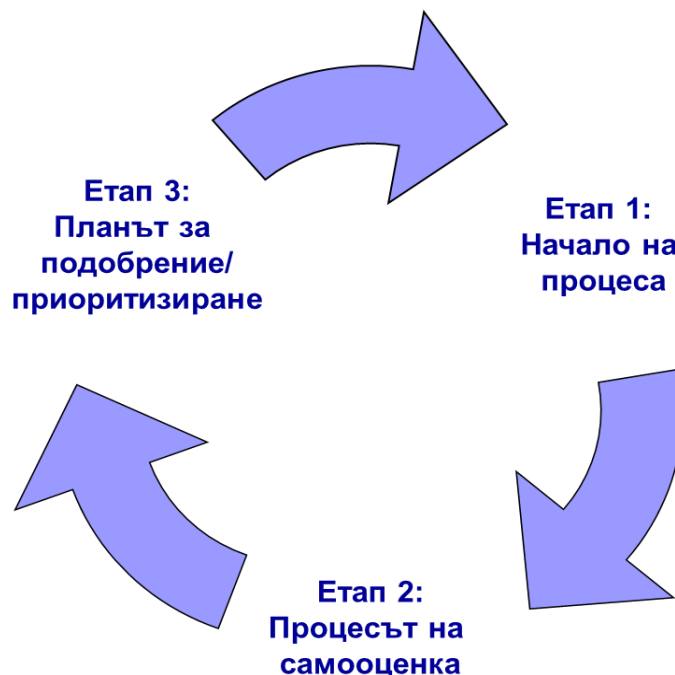 Етап 3:
Планът за
подобрение/
приоритизиране
Етап 1:
Начало на
процеса
Етап 2:
Процесът на
самооценка